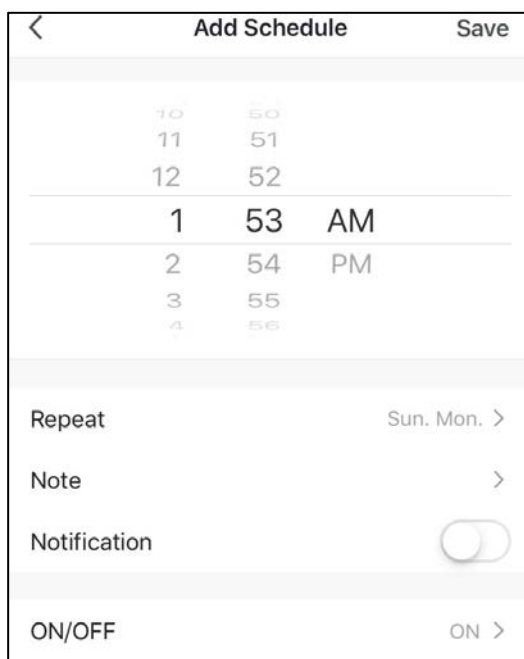 < Add Schedule Save
10 50
11 51
12 52
1 53 AM
2 54 PM
3 55
4 56
Repeat Sun. Mon. >
Note >
Notification
ON/OFF ON >